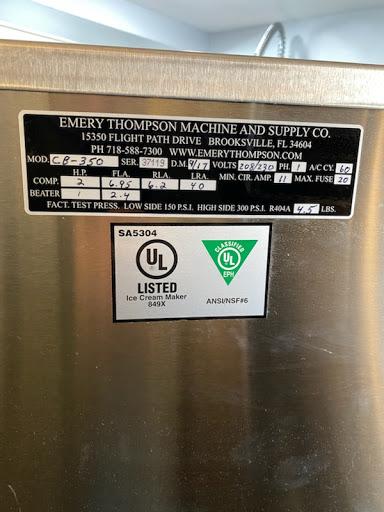 EMERY THOMPSON MACHINE AND SUPPLY CO.
15350 FLIGHT PATH DRIVE BROOKSVILLE, FL 34604
PH 718-588-7300 WWW.EMERYTHOMPSON.COM
MOD. CB-350 SER. 37119 D.M. 9/17 VOLTS 208/230 PH. 1 A/C CY. 60
H.P. FLA. RLA. LRA. MIN. CIR. AMP. 11 MAX. FUSE 20
COMP. 2 6.95 6.2 40
BEATER 1 2.4
FACT. TEST PRESS. LOW SIDE 150 P.S.I. HIGH SIDE 300 P.S.I. R404A 4.5 LBS.
SA5304
UL
LISTED
Ice Cream Maker
849X
CLASSIFIED
UL
EPH
ANSI/NSF#6